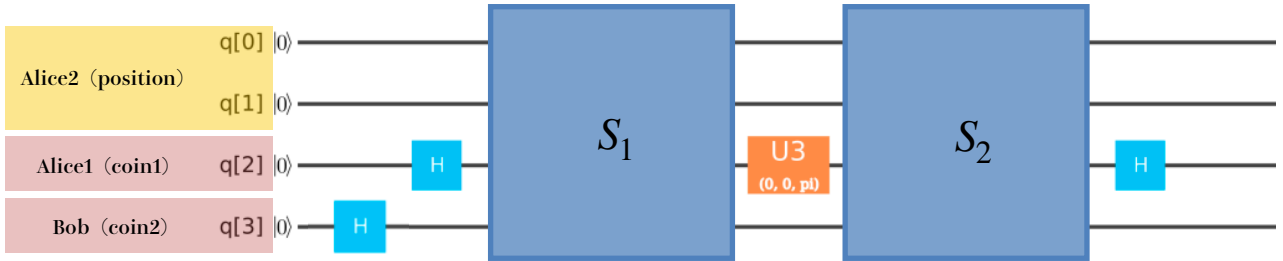 q[0] |0⟩
Alice2 (position)
q[1] |0⟩
Alice1 (coin1) q[2] |0⟩ H S₁ U3 (0, 0, pi) S₂ H
Bob (coin2) q[3] |0⟩ H